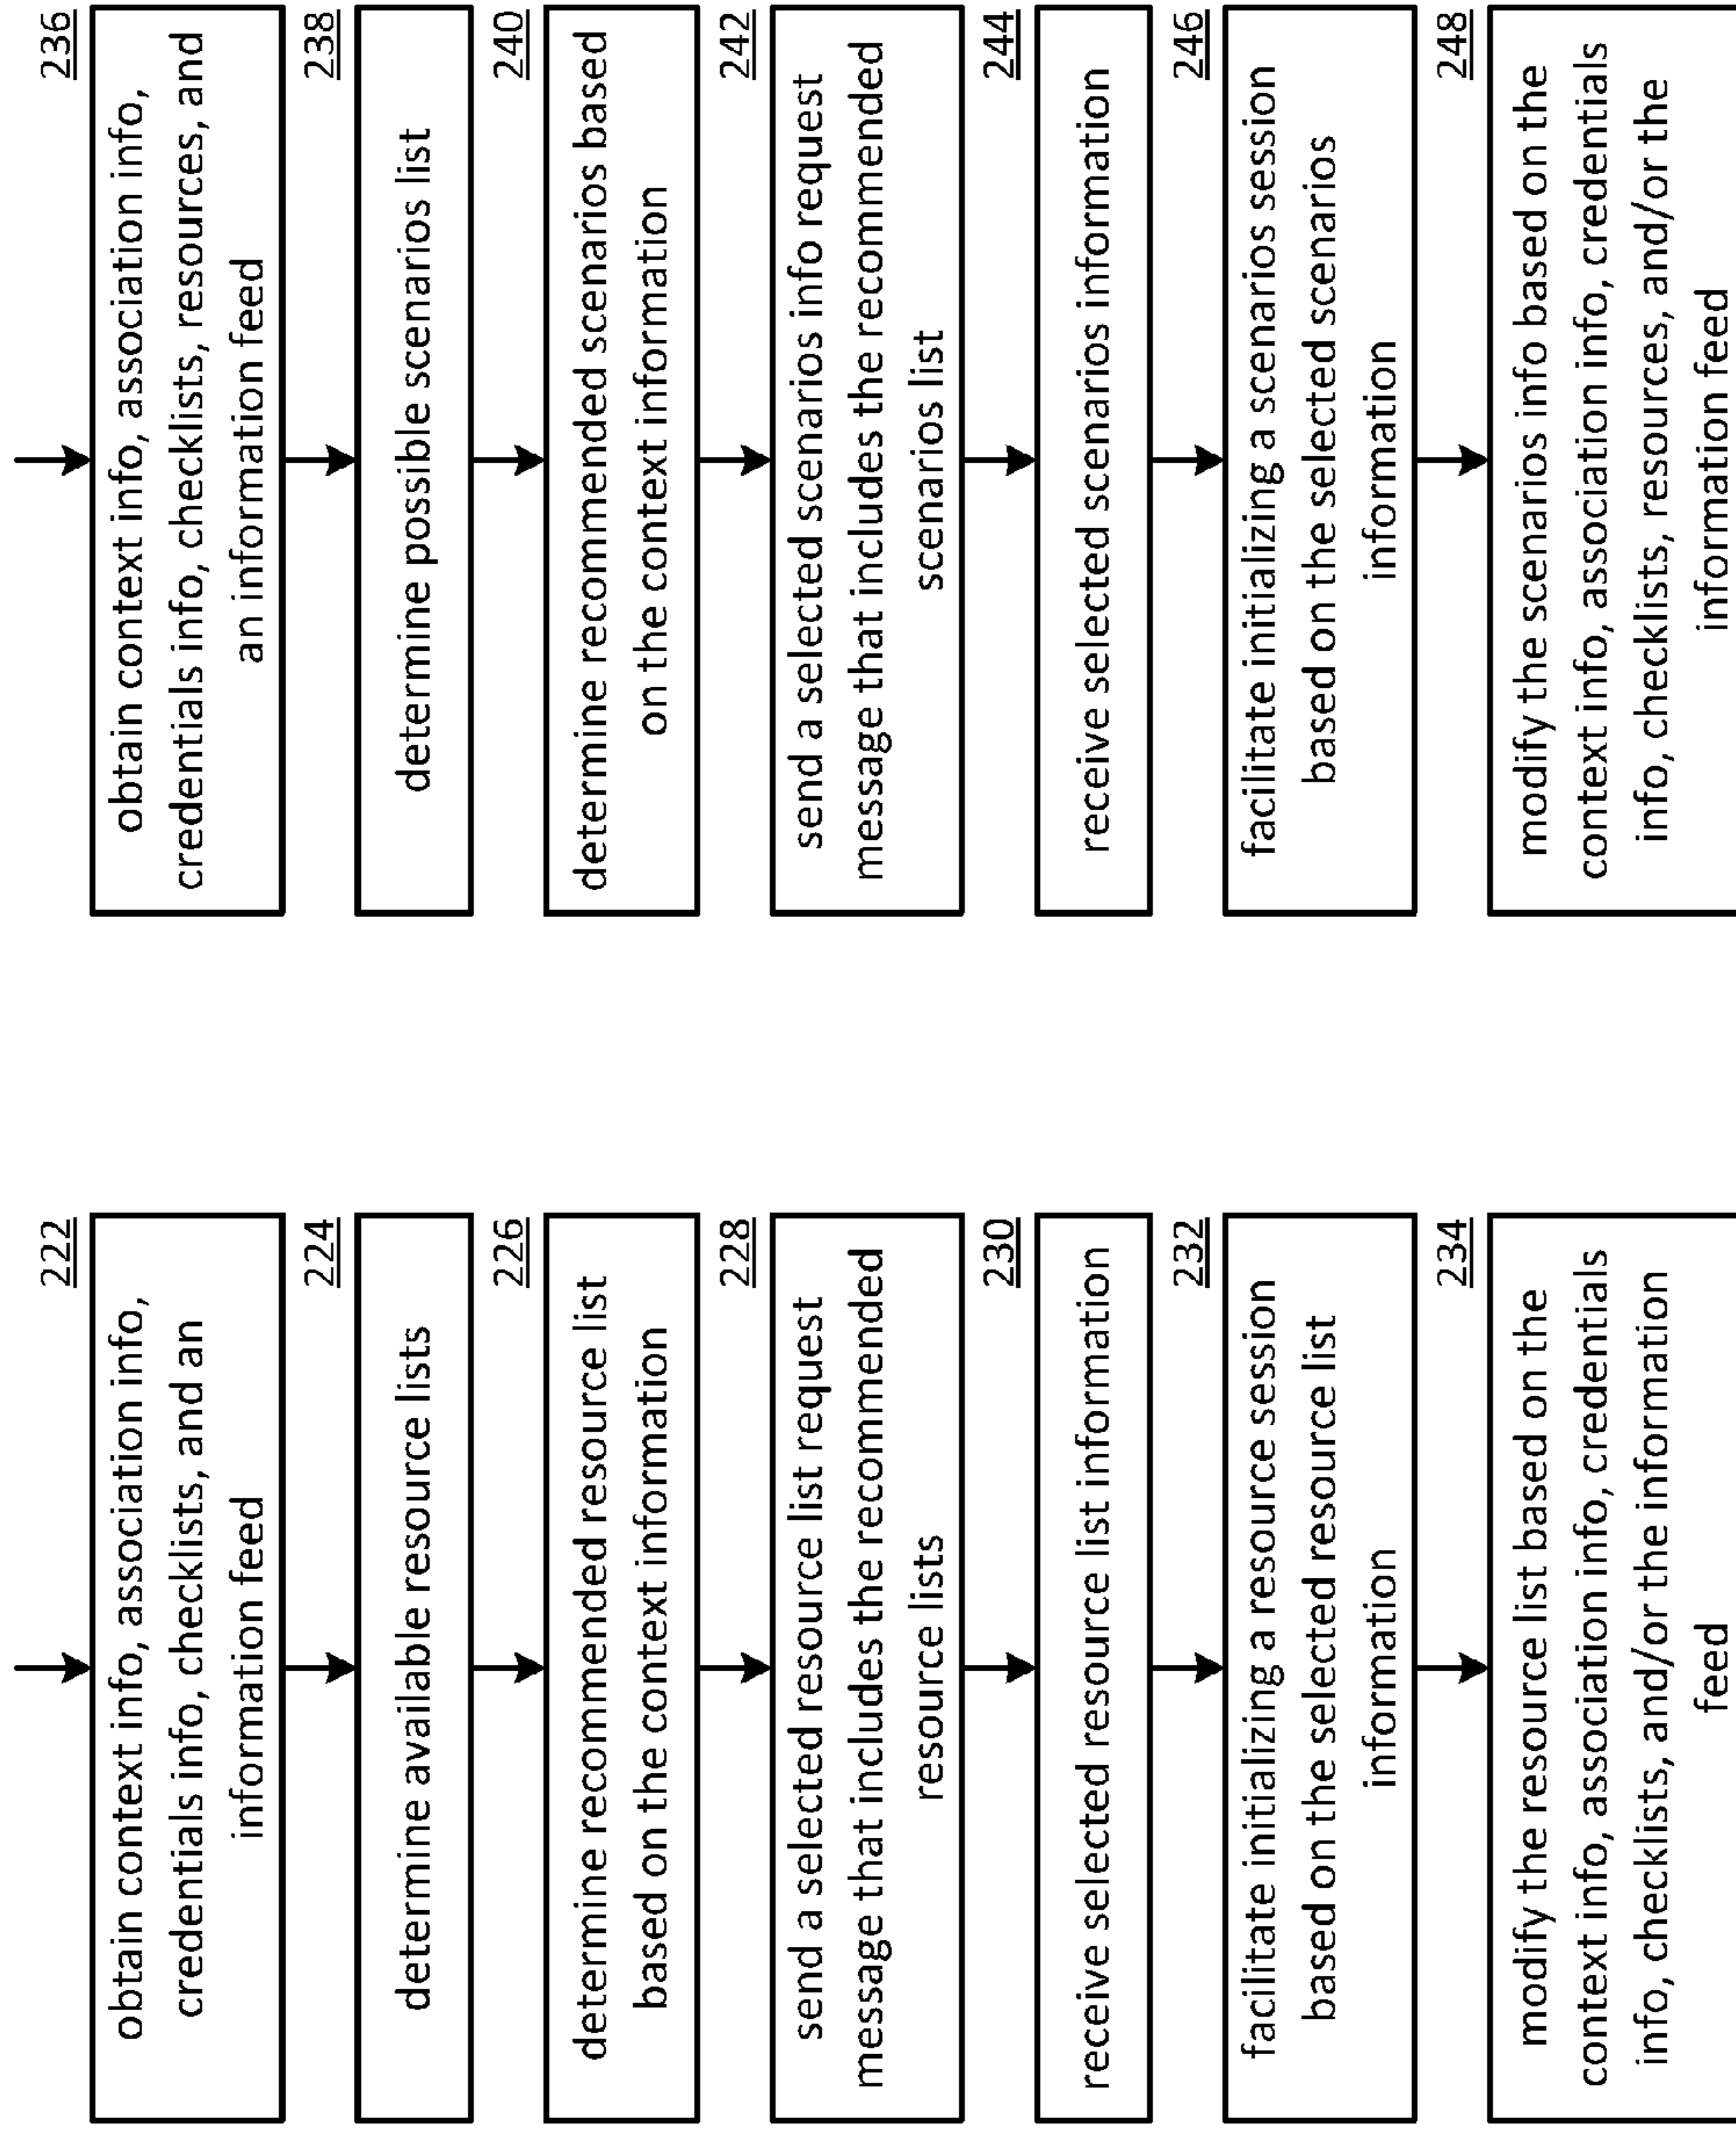 222
obtain context info, association info,
credentials info, checklists, and an
information feed
224
determine available resource lists
226
determine recommended resource list
based on the context information
228
send a selected resource list request
message that includes the recommended
resource lists
230
receive selected resource list information
232
facilitate initializing a resource session
based on the selected resource list
information
234
modify the resource list based on the
context info, association info, credentials
info, checklists, and/or the information
feed
236
obtain context info, association info,
credentials info, checklists, resources, and
an information feed
238
determine possible scenarios list
240
determine recommended scenarios based
on the context information
242
send a selected scenarios info request
message that includes the recommended
scenarios list
244
receive selected scenarios information
246
facilitate initializing a scenarios session
based on the selected scenarios
information
248
modify the scenarios info based on the
context info, association info, credentials
info, checklists, resources, and/or the
information feed